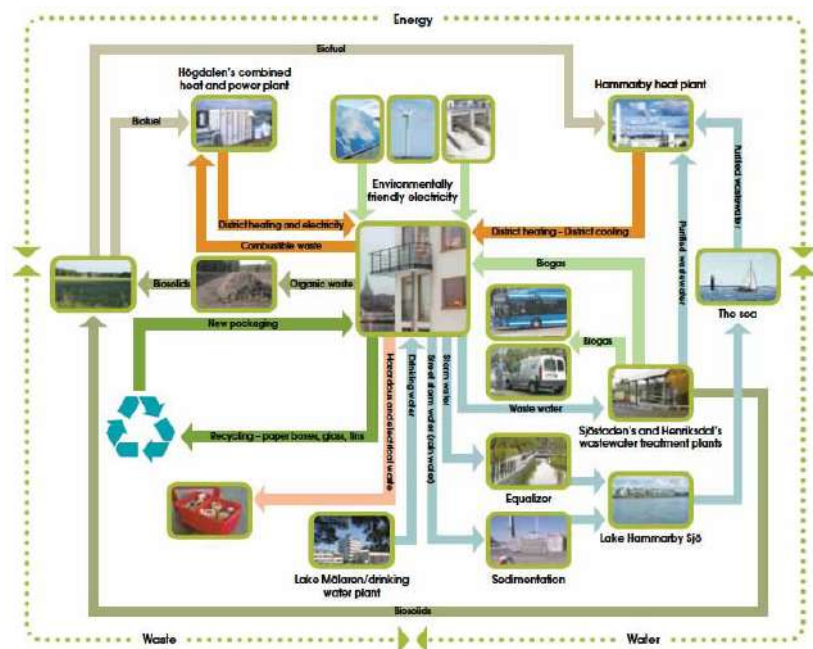 Energy
Biofuel
Högdalen's combined
heat and power plant
Hammarby heat plant
Biofuel
Environmentally
friendly electricity
Purified wastewater
Purified wastewater
District heating and electricity
Combustible waste
District heating – District cooling
Biogas
Biosolids
Organic waste
The sea
New packaging
Biogas
Hazardous and electrical waste
Drinking water
Street storm water (rain water)
Storm water
Waste water
Sjöstaden's and Henriksdal's
wastewater treatment plants
Recycling – paper boxes, glass, tins
Equalizor
Lake Hammarby Sjö
Lake Mälaren/drinking
water plant
Sedimentation
Biosolids
Waste
Water